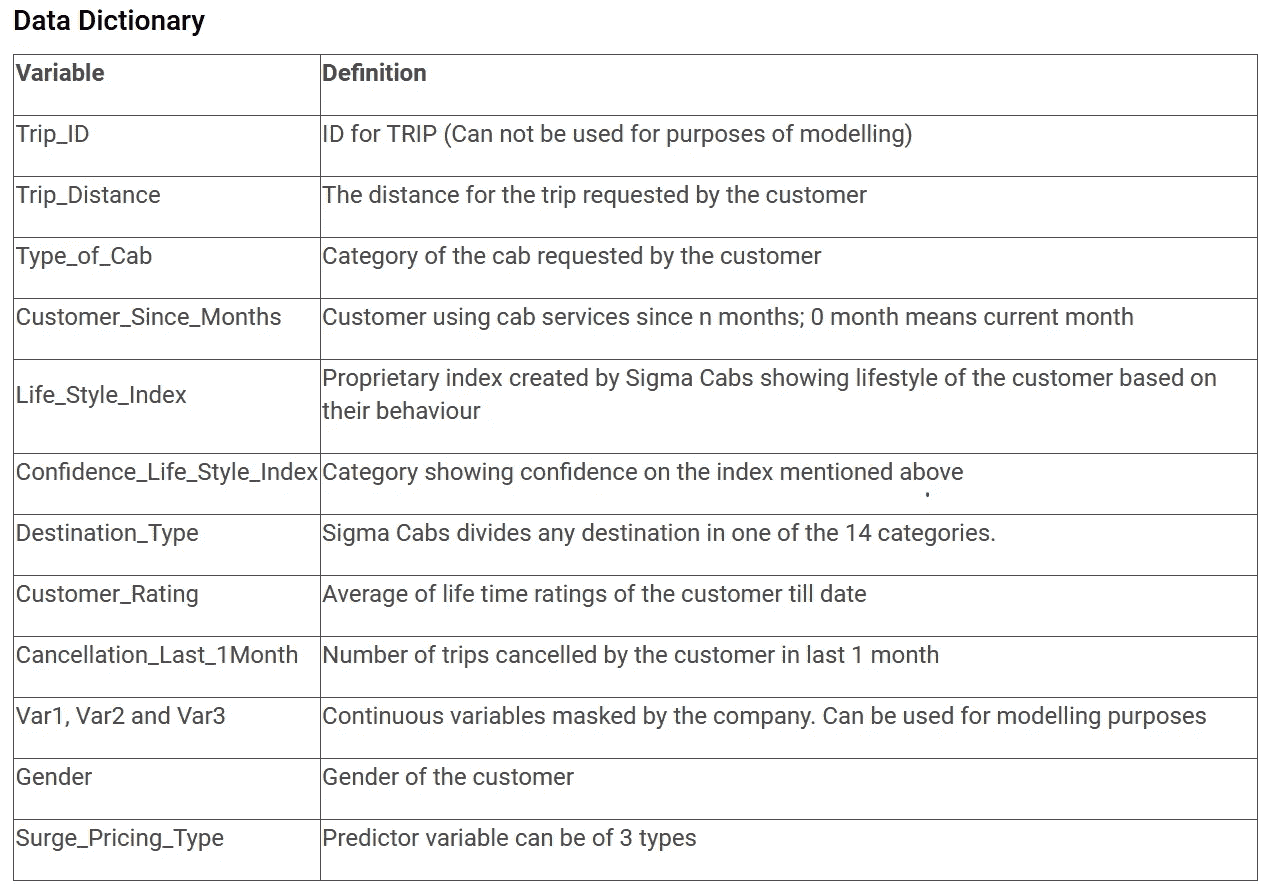 Data Dictionary
Variable Definition
Trip_ID ID for TRIP (Can not be used for purposes of modelling)
Trip_Distance The distance for the trip requested by the customer
Type_of_Cab Category of the cab requested by the customer
Customer_Since_Months Customer using cab services since n months; 0 month means current month
Life_Style_Index Proprietary index created by Sigma Cabs showing lifestyle of the customer based on
their behaviour
Confidence_Life_Style_Index Category showing confidence on the index mentioned above
Destination_Type Sigma Cabs divides any destination in one of the 14 categories.
Customer_Rating Average of life time ratings of the customer till date
Cancellation_Last_1Month Number of trips cancelled by the customer in last 1 month
Var1, Var2 and Var3 Continuous variables masked by the company. Can be used for modelling purposes
Gender Gender of the customer
Surge_Pricing_Type Predictor variable can be of 3 types